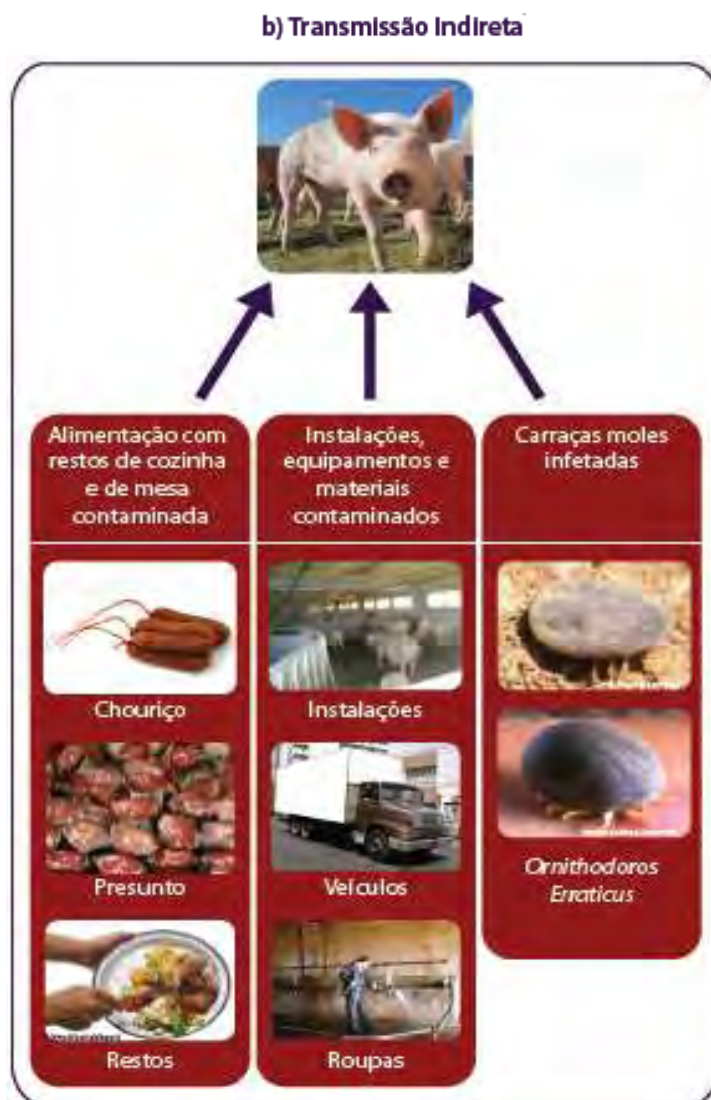 b) Transmissão Indireta
Alimentação com
restos de cozinha
e de mesa
contaminada
Instalações,
equipamentos e
materiais
contaminados
Carraças moles
infetadas
Chouriço
Presunto
Restos
Instalações
Veículos
Roupas
Ornithodoros
Erraticus